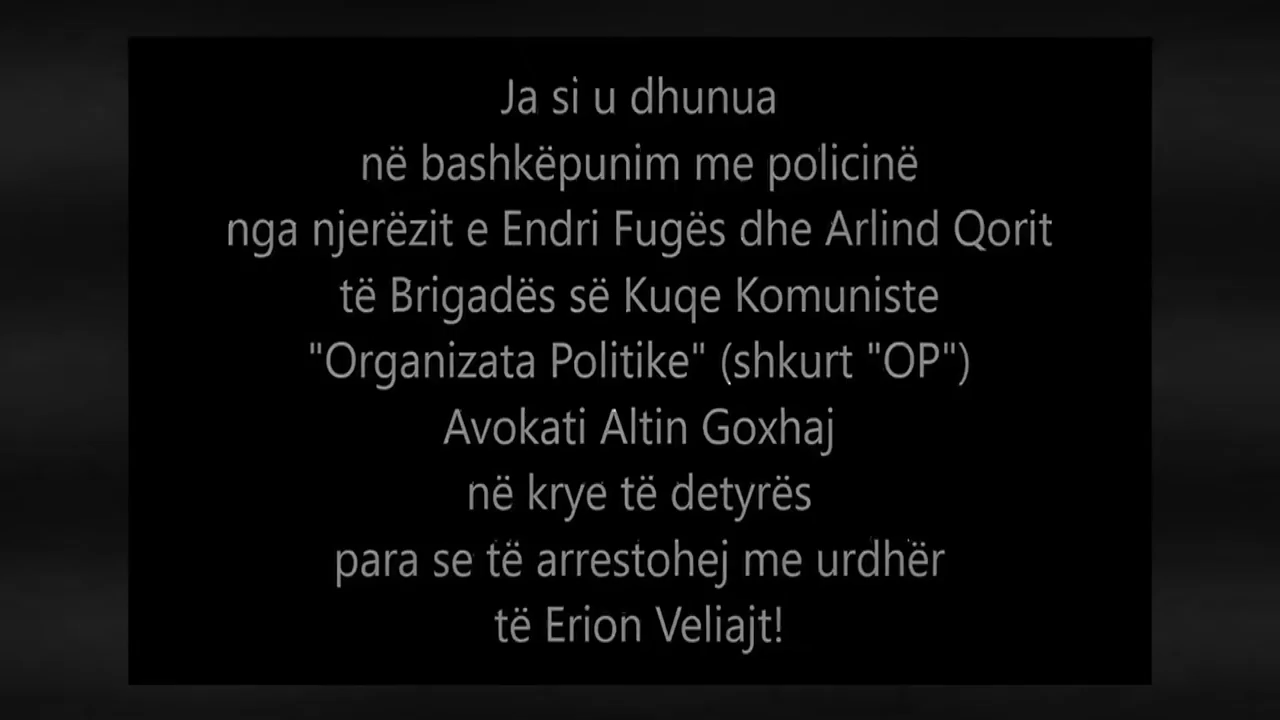 Ja si u dhunua
në bashkëpunim me policinë
nga njerëzit e Endri Fugës dhe Arlind Qorit
të Brigadës së Kuqe Komuniste
"Organizata Politike" (shkurt "OP")
Avokati Altin Goxhaj
në krye të detyrës
para se të arrestohej me urdhër
të Erion Veliajt!